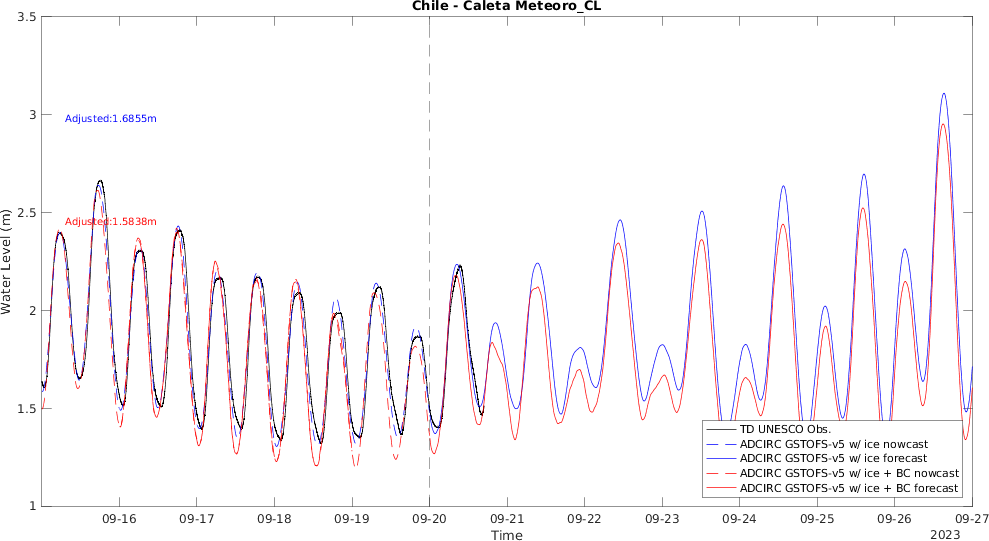 Chile - Caleta Meteoro_CL
3.5
3
2.5
2
1.5
1
Water Level (m)
Adjusted:1.6855m
Adjusted:1.5838m
TD UNESCO Obs.
ADCIRC GSTOFS-v5 w/ ice nowcast
ADCIRC GSTOFS-v5 w/ ice forecast
ADCIRC GSTOFS-v5 w/ ice + BC nowcast
ADCIRC GSTOFS-v5 w/ ice + BC forecast
09-16 09-17 09-18 09-19 09-20 09-21 09-22 09-23 09-24 09-25 09-26 09-27
Time
2023